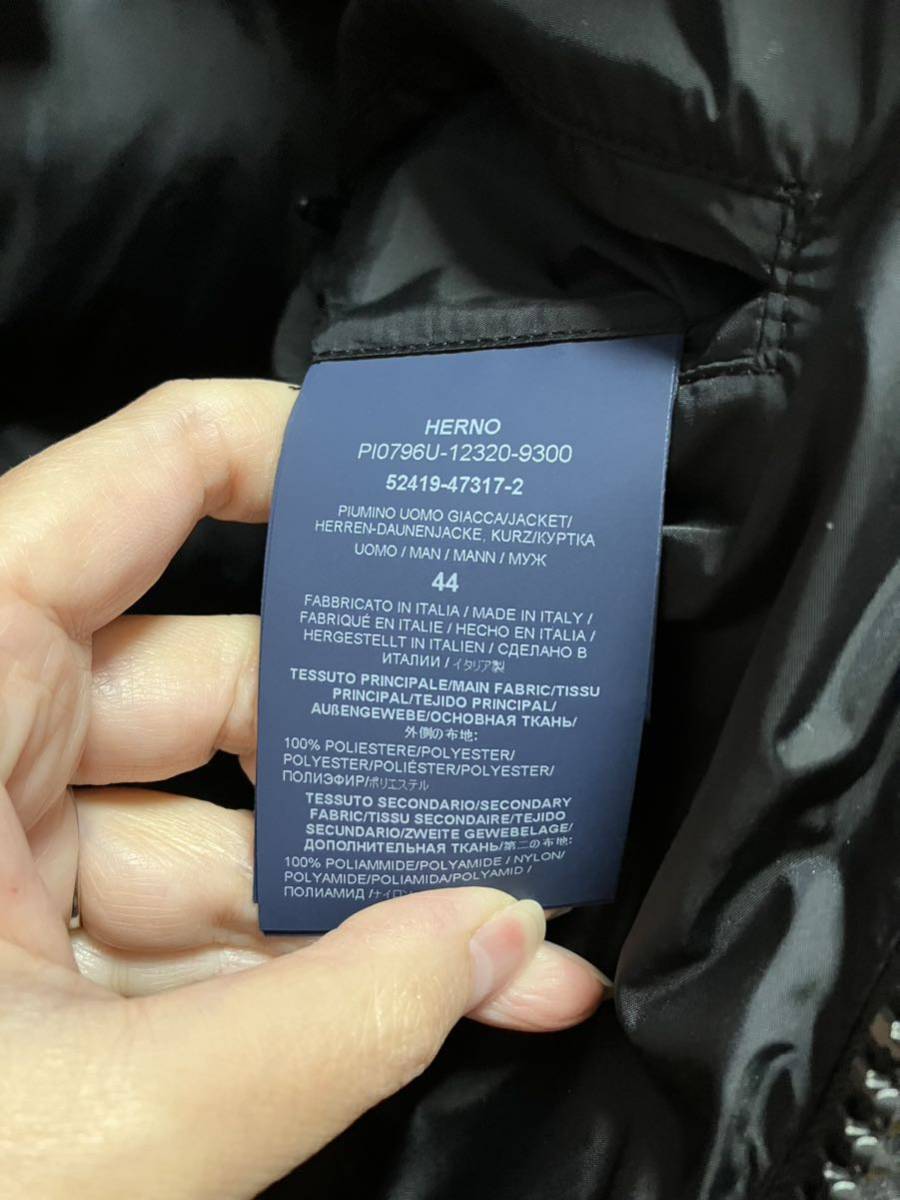 HERNO
PI0796U-12320-9300
52419-47317-2
PIUMINO UOMO GIACCA/JACKET/
HERREN-DAUNENJACKE, KURZ/КУРТКА
UOMO / MAN / MANN / МУЖ
44
FABBRICATO IN ITALIA / MADE IN ITALY /
FABRIQUÉ EN ITALIE / HECHO EN ITALIA /
HERGESTELLT IN ITALIEN / СДЕЛАНО В
ИТАЛИИ / イタリア製
TESSUTO PRINCIPALE/MAIN FABRIC/TISSU
PRINCIPAL/TEJIDO PRINCIPAL/
AUßENGEWEBE/ОСНОВНАЯ ТКАНЬ/
外側の布地:
100% POLIESTERE/POLYESTER/
POLYESTER/POLIÉSTER/POLYESTER/
ПОЛИЭФИР/ポリエステル
TESSUTO SECONDARIO/SECONDARY
FABRIC/TISSU SECONDAIRE/TEJIDO
SECUNDARIO/ZWEITE GEWEBELAGE/
ДОПОЛНИТЕЛЬНАЯ ТКАНЬ/第二の布地:
100% POLIAMMIDE/POLYAMIDE / NYLON/
POLYAMIDE/POLIAMIDA/POLYAMID /
ПОЛИАМИД /ナイロン